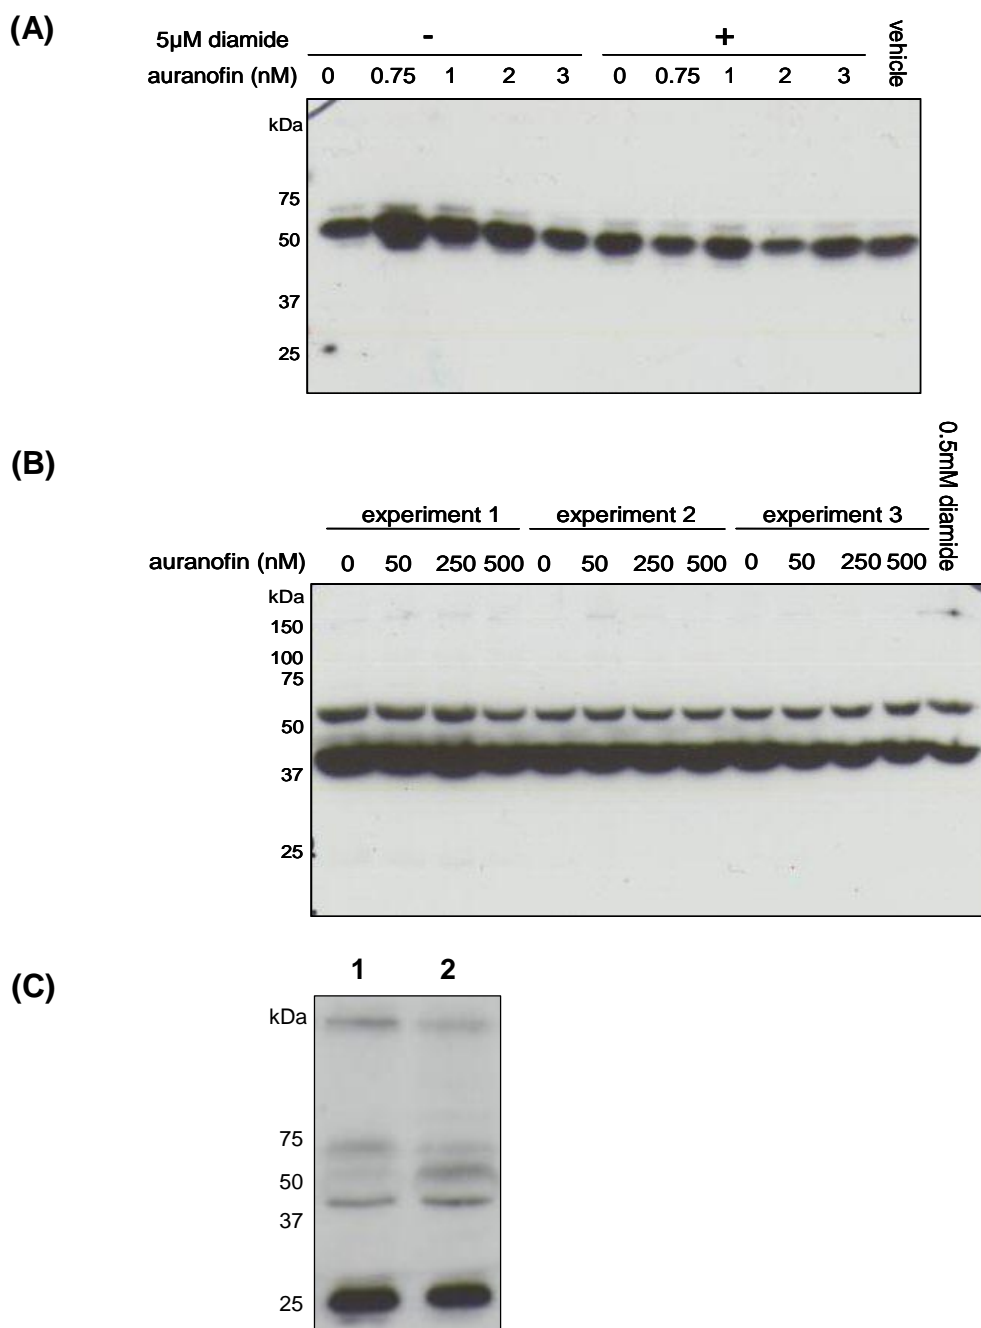 (A)
5μM diamide - + vehicle
auranofin (nM) 0 0.75 1 2 3 0 0.75 1 2 3
kDa
75
50
37
25
(B)
0.5mM diamide
experiment 1 experiment 2 experiment 3
auranofin (nM) 0 50 250 500 0 50 250 500 0 50 250 500
kDa
150
100
75
50
37
25
(C)
1 2
kDa
75
50
37
25